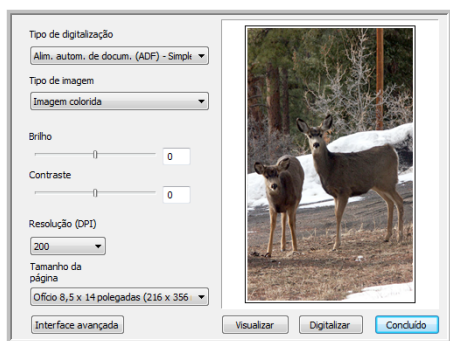 Tipo de digitalização
Alim. autom. de docum. (ADF) - Simple
Tipo de imagem
Imagem colorida
Brilho
0
Contraste
0
Resolução (DPI)
200
Tamanho da
página
Ofício 8,5 x 14 polegadas (216 x 356
Interface avançada
Visualizar
Digitalizar
Concluído